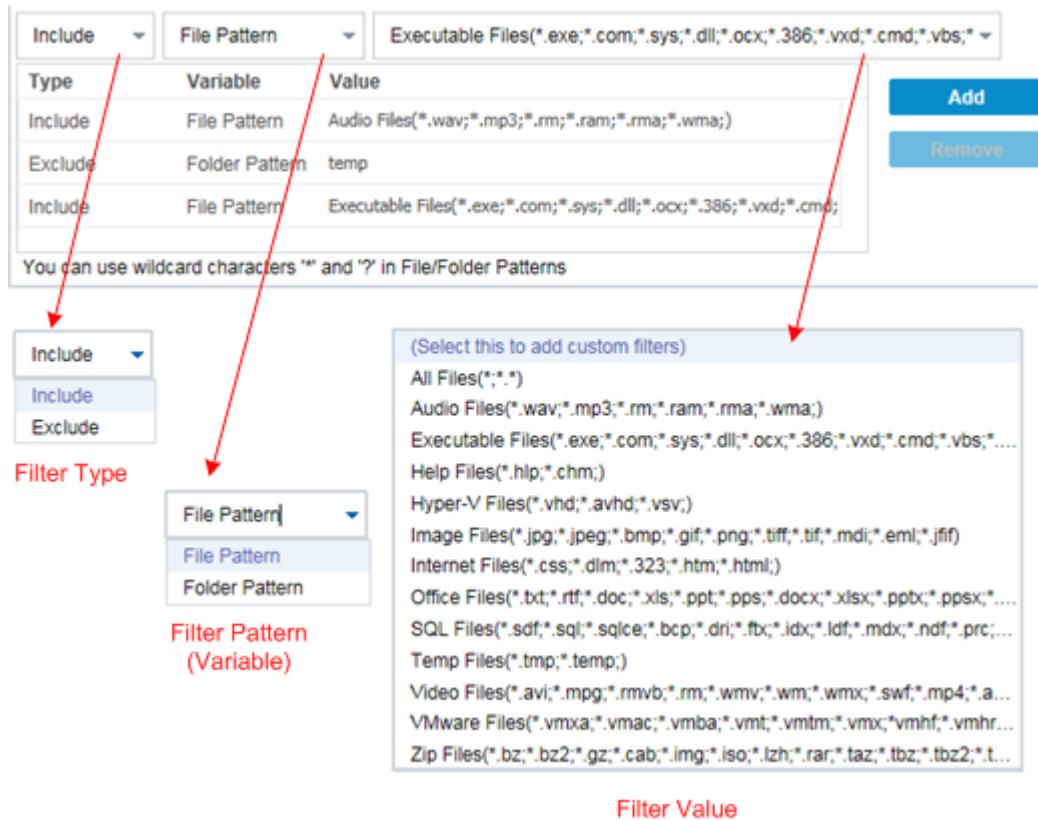 Include File Pattern Executable Files(*.exe;*.com;*.sys;*.dll;*.ocx;*.386;*.vxd;*.cmd;*.vbs;*
Type Variable Value
Add
Include File Pattern Audio Files(*.wav;*.mp3;*.rm;*.ram;*.rma;*.wma;)
Remove
Exclude Folder Pattern temp
Include File Pattern Executable Files(*.exe;*.com;*.sys;*.dll;*.ocx;*.386;*.vxd;*.cmd;
You can use wildcard characters '*' and '?' in File/Folder Patterns
Include
Include
Exclude
Filter Type
File Pattern
File Pattern
Folder Pattern
Filter Pattern
(Variable)
(Select this to add custom filters)
All Files(*;*.*)
Audio Files(*.wav;*.mp3;*.rm;*.ram;*.rma;*.wma;)
Executable Files(*.exe;*.com;*.sys;*.dll;*.ocx;*.386;*.vxd;*.cmd;*.vbs;*....
Help Files(*.hlp;*.chm;)
Hyper-V Files(*.vhd;*.avhd;*.vsv;)
Image Files(*.jpg;*.jpeg;*.bmp;*.gif;*.png;*.tiff;*.tif;*.mdi;*.eml;*.jfif)
Internet Files(*.css;*.dlm;*.323;*.htm;*.html;)
Office Files(*.txt;*.rtf;*.doc;*.xls;*.ppt;*.pps;*.docx;*.xlsx;*.pptx;*.ppsx;*....
SQL Files(*.sdf;*.sql;*.sqlce;*.bcp;*.dri;*.ftx;*.idx;*.ldf;*.mdx;*.ndf;*.prc;...
Temp Files(*.tmp;*.temp;)
Video Files(*.avi;*.mpg;*.rmvb;*.rm;*.wmv;*.wm;*.wmx;*.swf;*.mp4;*.a...
VMware Files(*.vmxa;*.vmac;*.vmba;*.vmt;*.vmtm;*.vmx;*vmhf;*.vmhr...
Zip Files(*.bz;*.bz2;*.gz;*.cab;*.img;*.iso;*.lzh;*.rar;*.taz;*.tbz;*.tbz2;*.t...
Filter Value